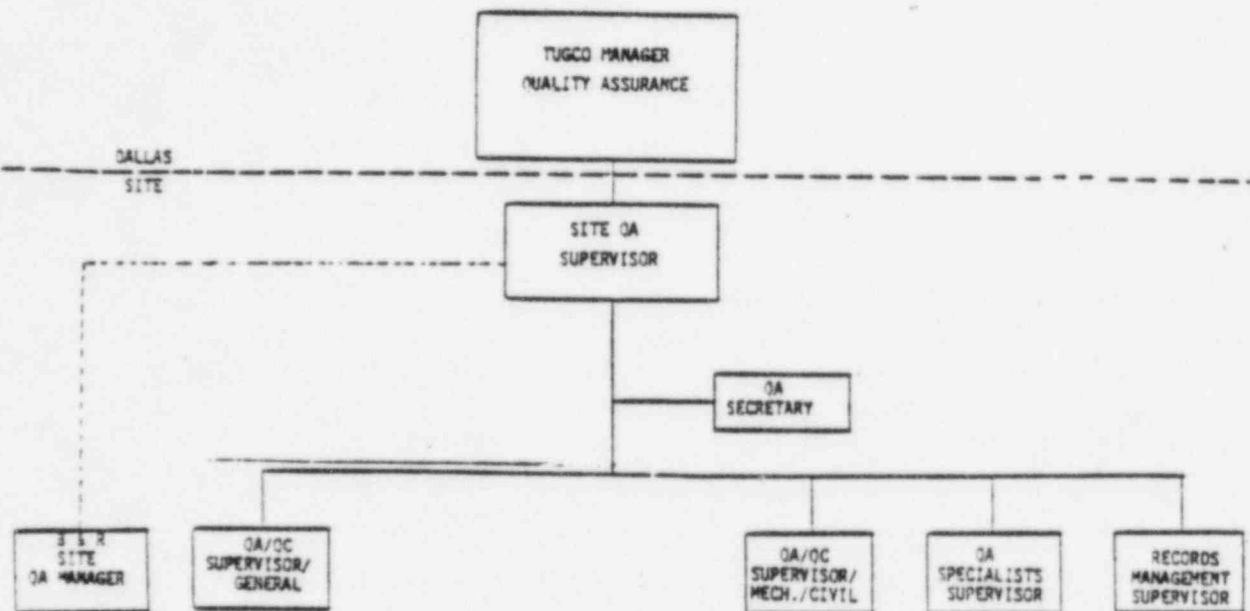 TUGCO MANAGER
QUALITY ASSURANCE
DALLAS
SITE
SITE QA
SUPERVISOR
QA
SECRETARY
B & R
SITE
QA MANAGER
QA/QC
SUPERVISOR/
GENERAL
QA/QC
SUPERVISOR/
MECH./CIVIL
QA
SPECIALISTS
SUPERVISOR
RECORDS
MANAGEMENT
SUPERVISOR